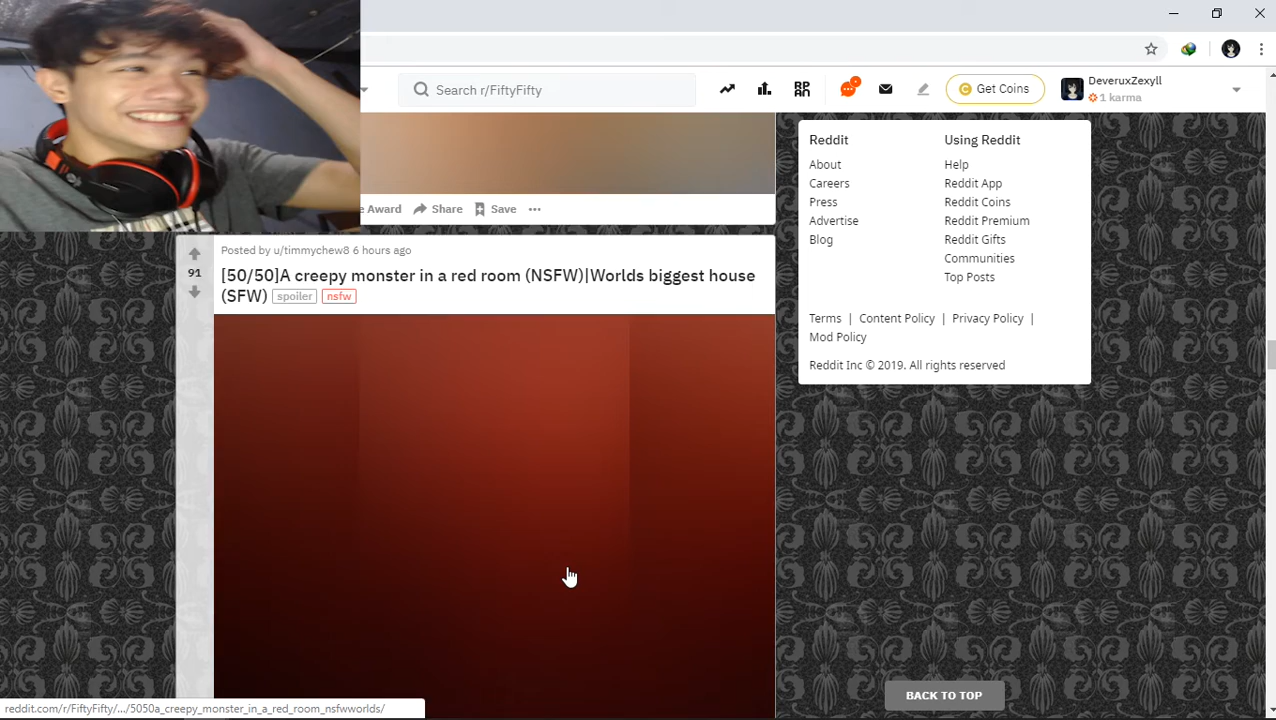 Search r/FiftyFifty
Get Coins
DeveruxZexyll
1 karma
e Award Share Save
Posted by u/timmychew8 6 hours ago
91
[50/50]A creepy monster in a red room (NSFW)|Worlds biggest house
(SFW) spoiler nsfw
Reddit
About
Careers
Press
Advertise
Blog
Using Reddit
Help
Reddit App
Reddit Coins
Reddit Premium
Reddit Gifts
Communities
Top Posts
Terms | Content Policy | Privacy Policy |
Mod Policy
Reddit Inc © 2019. All rights reserved
BACK TO TOP
reddit.com/r/FiftyFifty/.../5050a_creepy_monster_in_a_red_room_nsfwworlds/